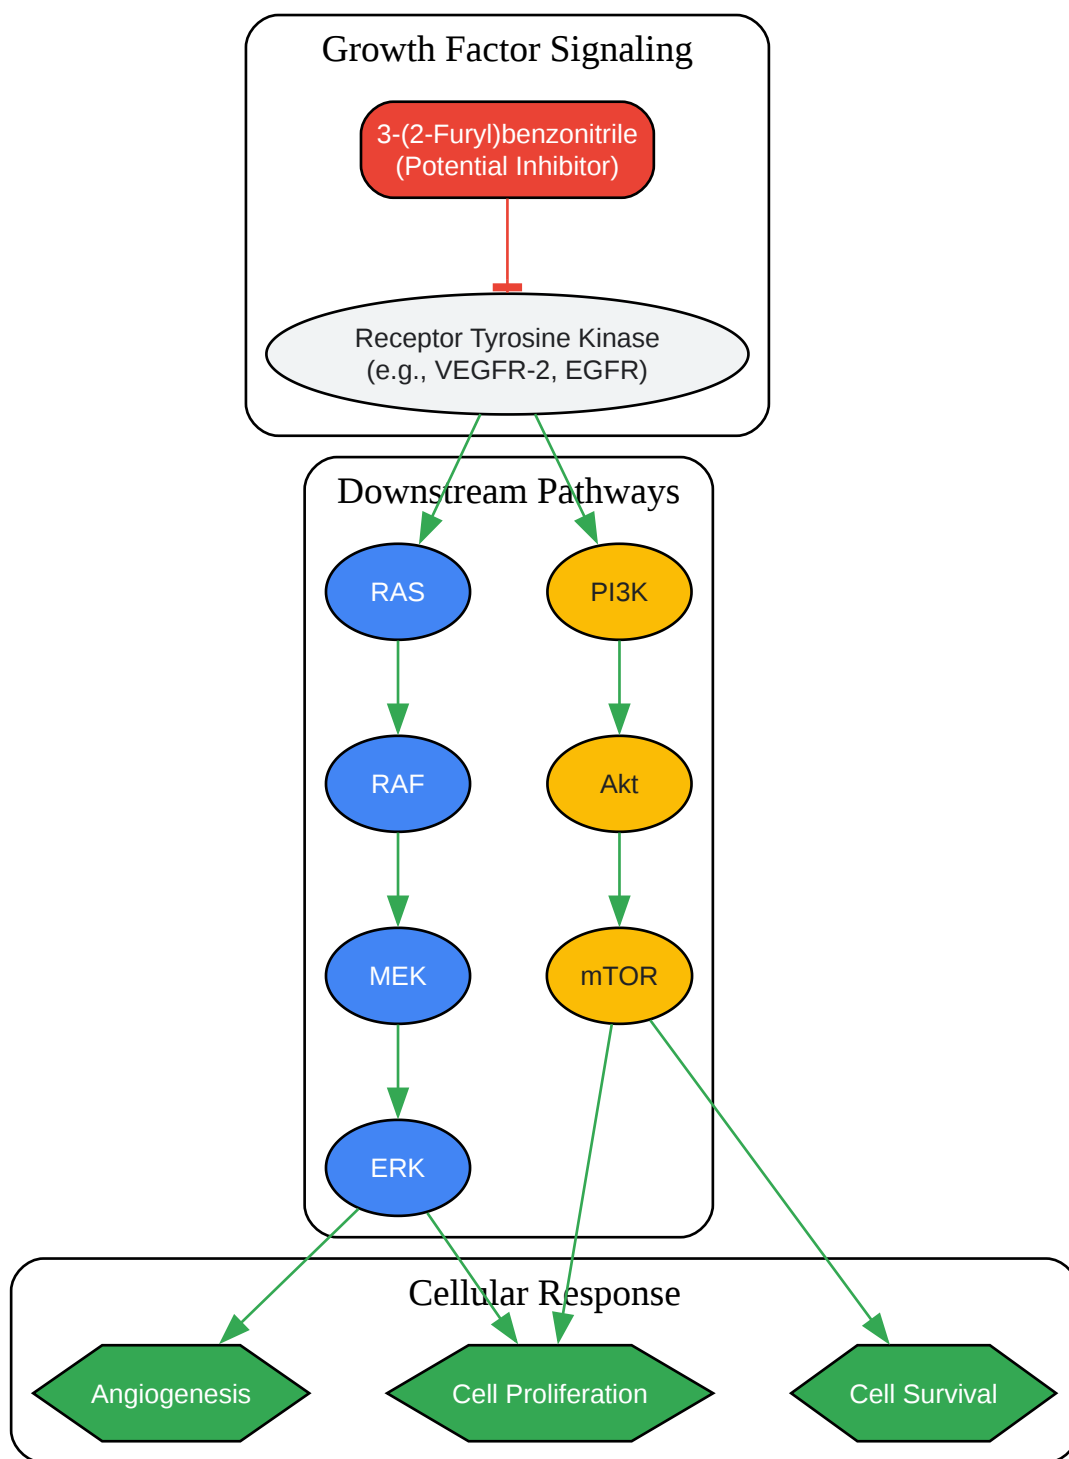 Growth Factor Signaling
3-(2-Furyl)benzonitrile
(Potential Inhibitor)
Receptor Tyrosine Kinase
(e.g., VEGFR-2, EGFR)
Downstream Pathways
RAS
PI3K
RAF
Akt
MEK
mTOR
ERK
Cellular Response
Angiogenesis
Cell Proliferation
Cell Survival